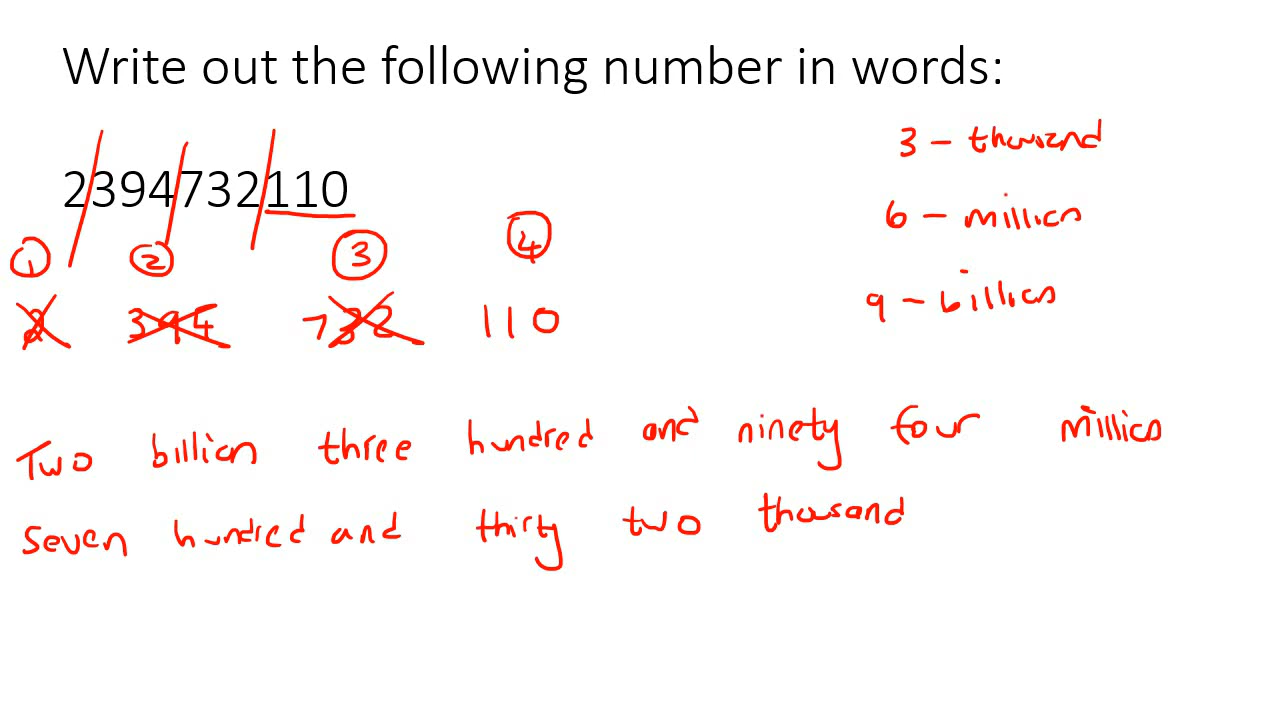 Write out the following number in words:
3 - thousand
2394732110
6 - million
1 2 3 4
9 - billion
2 394 732 110
Two billion three hundred and ninety four million
seven hundred and thirty two thousand